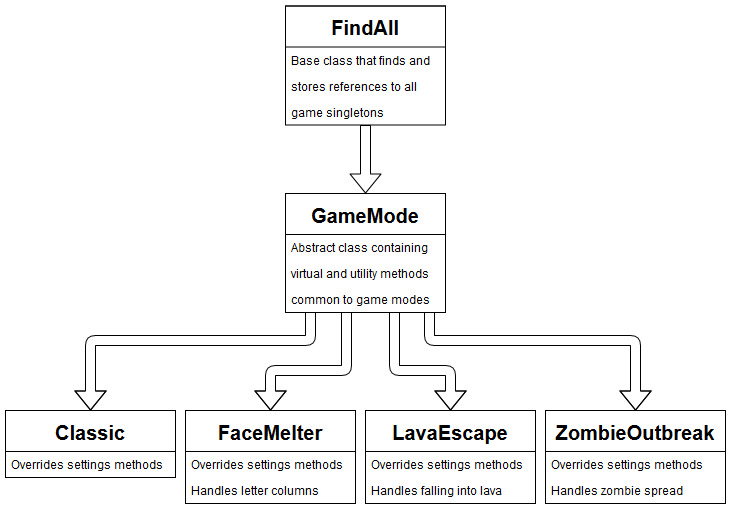 FindAll
Base class that finds and
stores references to all
game singletons
GameMode
Abstract class containing
virtual and utility methods
common to game modes
Classic
Overrides settings methods
FaceMelter
Overrides settings methods
Handles letter columns
LavaEscape
Overrides settings methods
Handles falling into lava
ZombieOutbreak
Overrides settings methods
Handles zombie spread